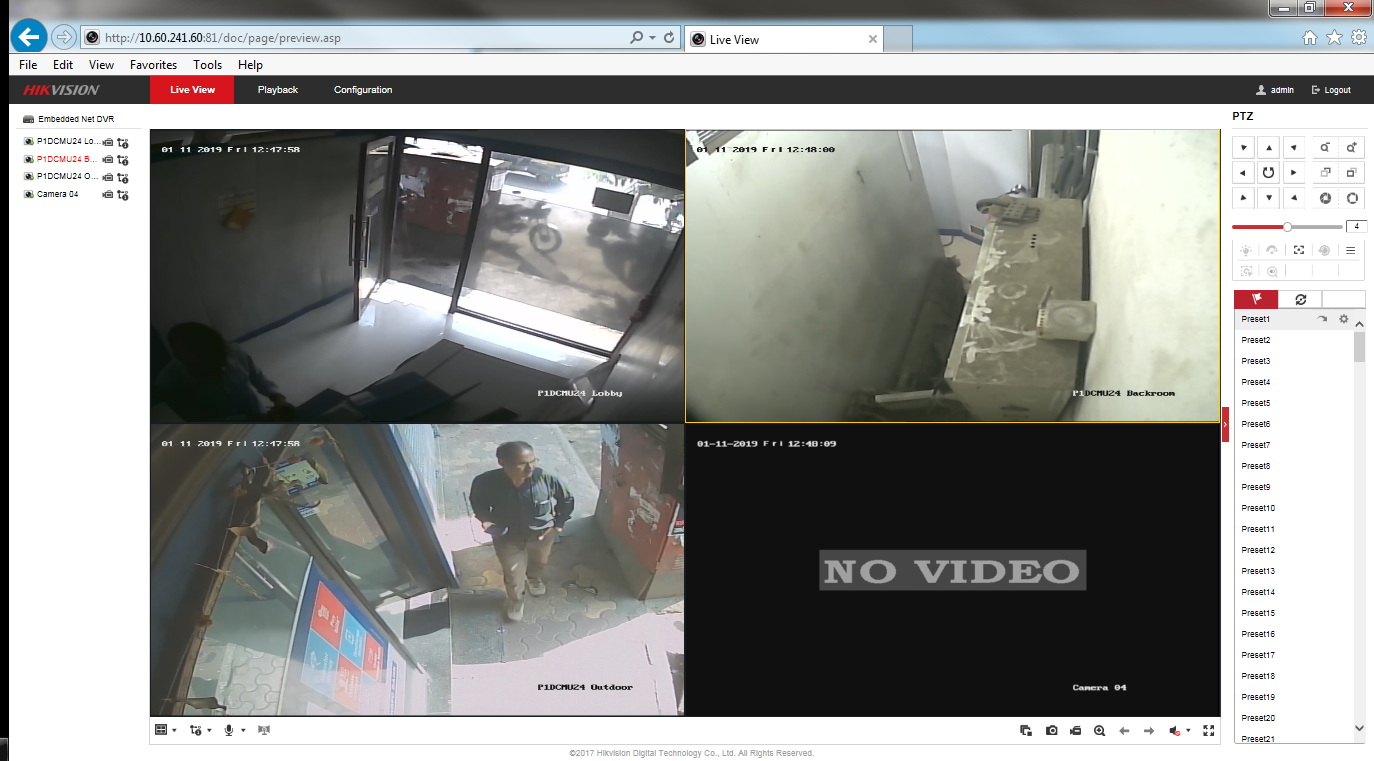 http://10.60.241.60:81/doc/page/preview.asp
Live View
File Edit View Favorites Tools Help
HIKVISION
Live View Playback Configuration
admin Logout
Embedded Net DVR
P1DCMU24 Lo...
P1DCMU24 B...
P1DCMU24 O...
Camera 04
01 11 2019 Fri 12:47:58
P1DCMU24 Lobby
01 11 2019 Fri 12:48:00
P1DCMU24 Backroom
01 11 2019 Fri 12:47:58
P1DCMU24 Outdoor
01-11-2019 Fri 12:48:09
NO VIDEO
Camera 04
PTZ
4
Preset1
Preset2
Preset3
Preset4
Preset5
Preset6
Preset7
Preset8
Preset9
Preset10
Preset11
Preset12
Preset13
Preset14
Preset15
Preset16
Preset17
Preset18
Preset19
Preset20
Preset21
©2017 Hikvision Digital Technology Co., Ltd. All Rights Reserved.